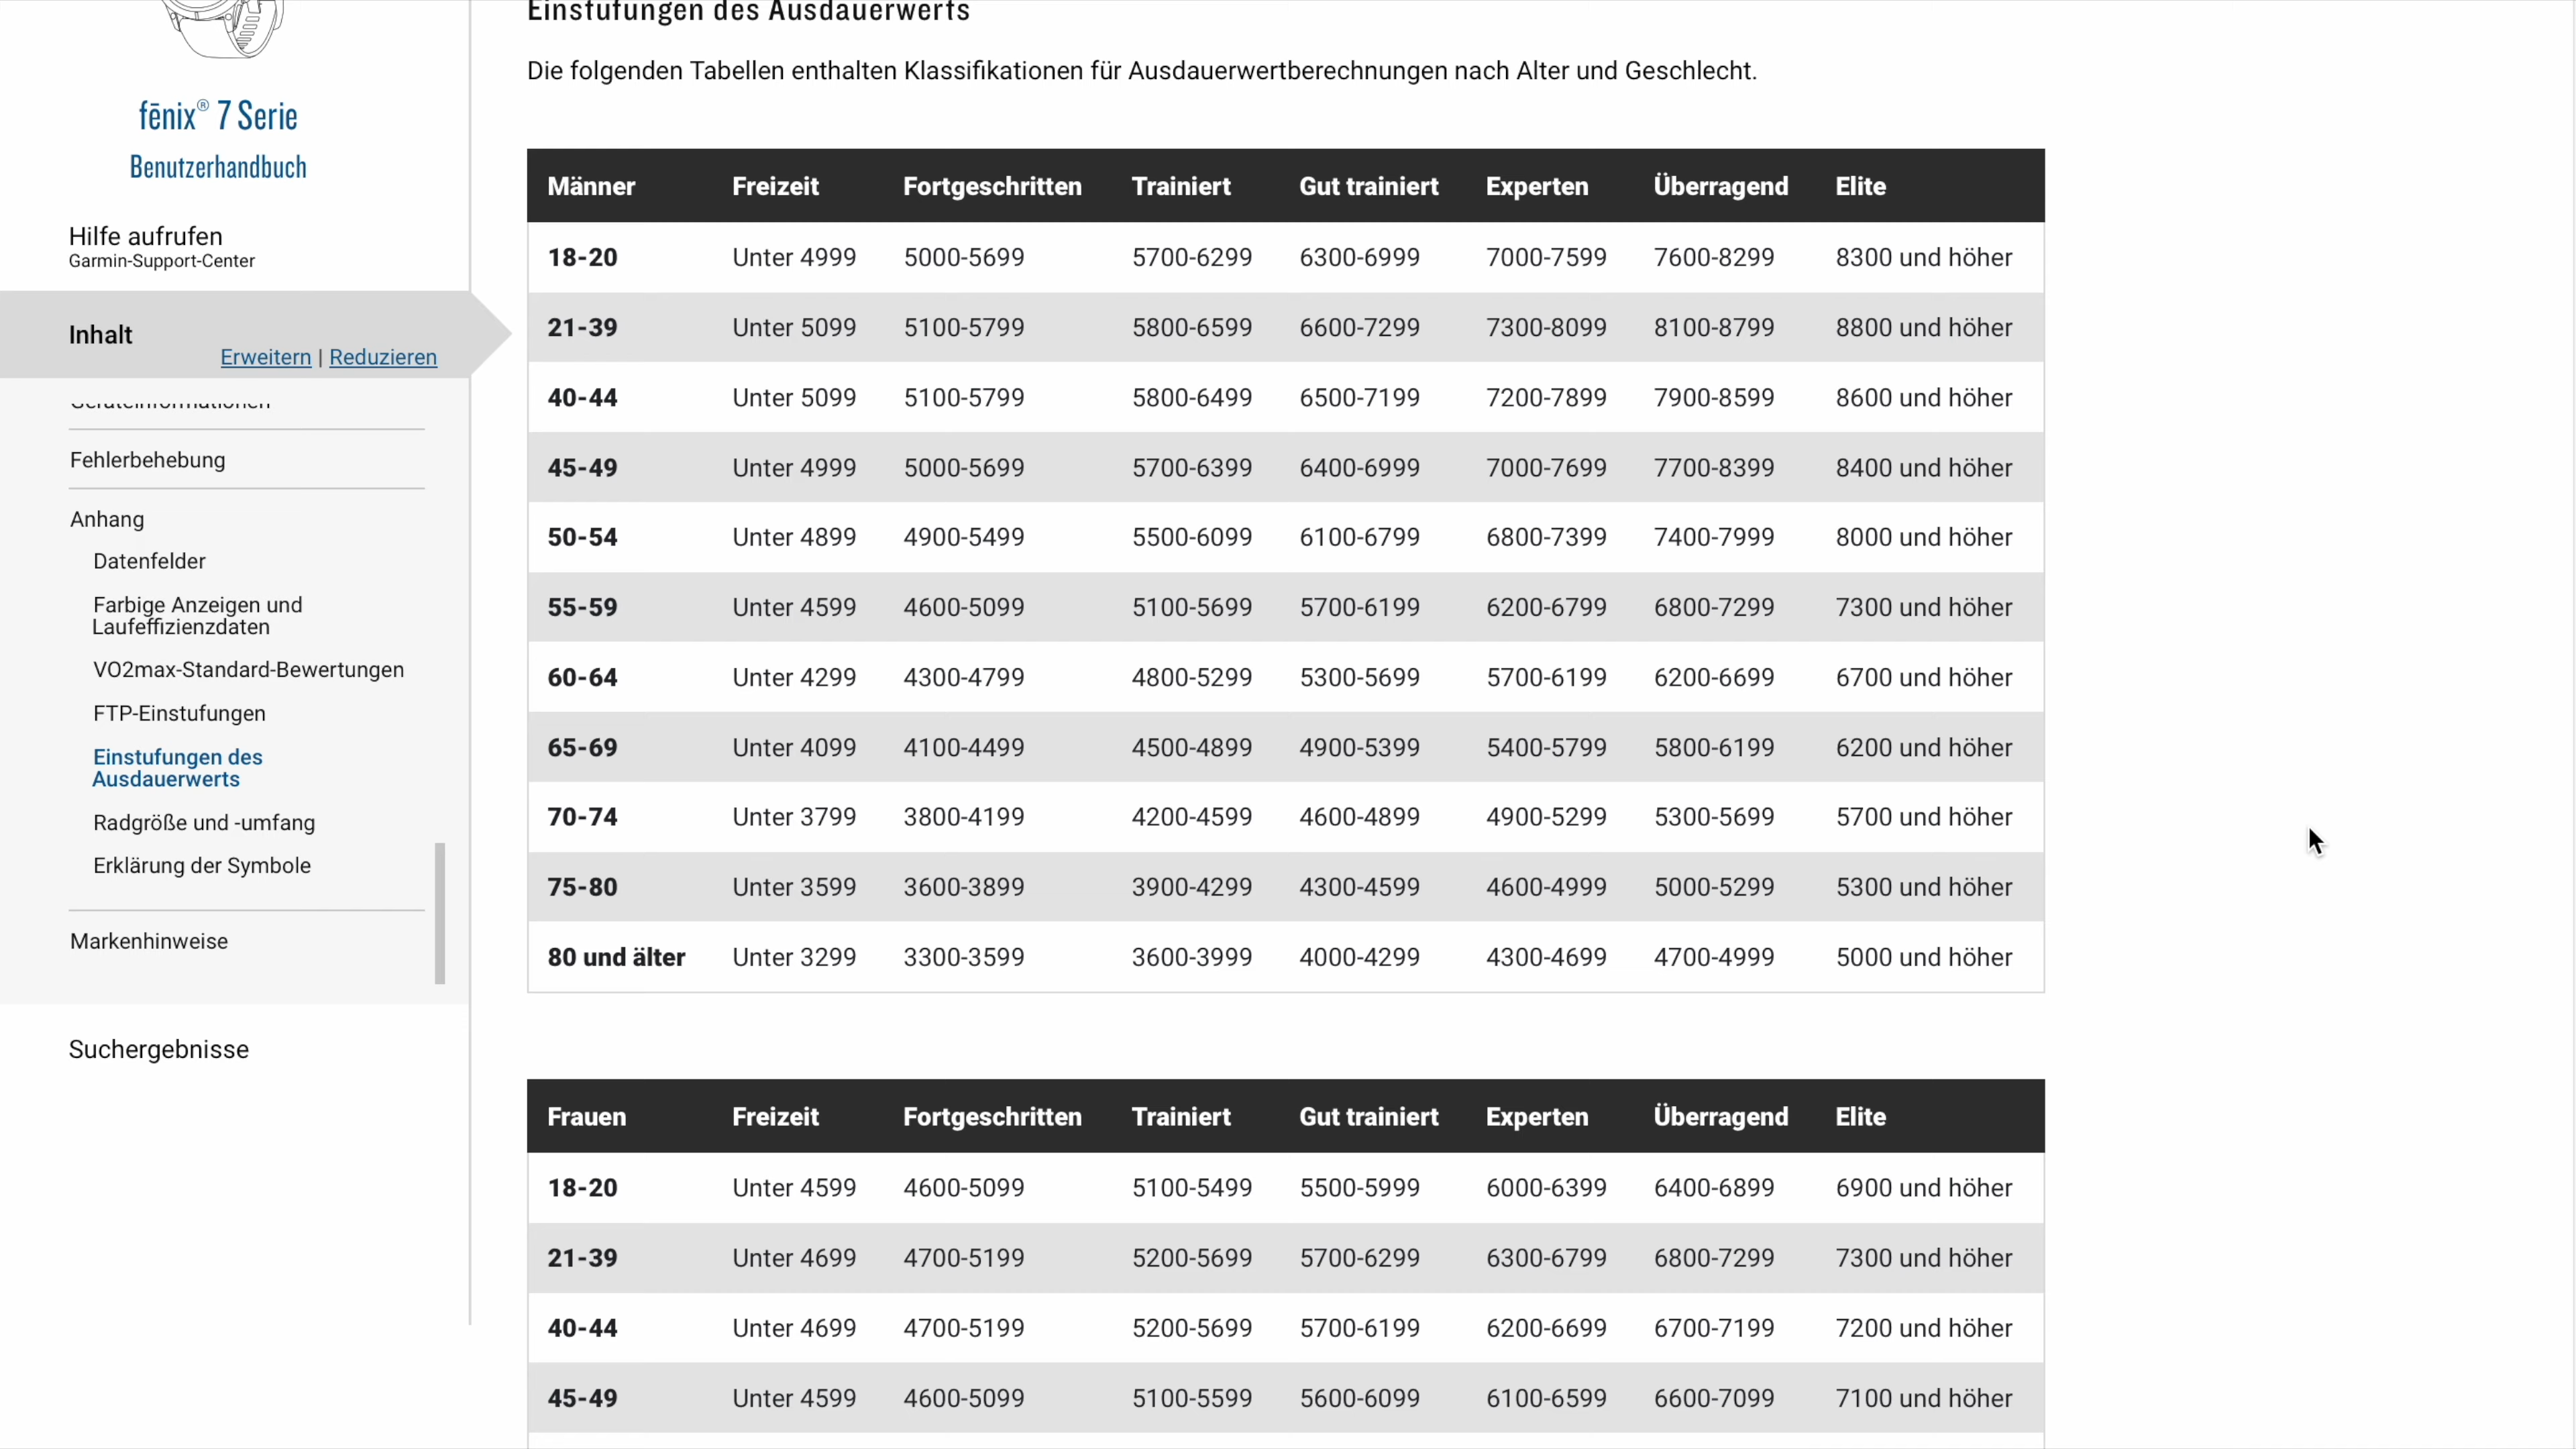 Einstufungen des Ausdauerwerts
Die folgenden Tabellen enthalten Klassifikationen für Ausdauerwertberechnungen nach Alter und Geschlecht.
fēnix® 7 Serie
Benutzerhandbuch
Hilfe aufrufen
Garmin-Support-Center
Inhalt
Erweitern | Reduzieren
Geräteinformationen
Fehlerbehebung
Anhang
Datenfelder
Farbige Anzeigen und
Laufeffizienzdaten
VO2max-Standard-Bewertungen
FTP-Einstufungen
Einstufungen des
Ausdauerwerts
Radgröße und -umfang
Erklärung der Symbole
Markenhinweise
Suchergebnisse
Männer Freizeit Fortgeschritten Trainiert Gut trainiert Experten Überragend Elite
18-20 Unter 4999 5000-5699 5700-6299 6300-6999 7000-7599 7600-8299 8300 und höher
21-39 Unter 5099 5100-5799 5800-6599 6600-7299 7300-8099 8100-8799 8800 und höher
40-44 Unter 5099 5100-5799 5800-6499 6500-7199 7200-7899 7900-8599 8600 und höher
45-49 Unter 4999 5000-5699 5700-6399 6400-6999 7000-7699 7700-8399 8400 und höher
50-54 Unter 4899 4900-5499 5500-6099 6100-6799 6800-7399 7400-7999 8000 und höher
55-59 Unter 4599 4600-5099 5100-5699 5700-6199 6200-6799 6800-7299 7300 und höher
60-64 Unter 4299 4300-4799 4800-5299 5300-5699 5700-6199 6200-6699 6700 und höher
65-69 Unter 4099 4100-4499 4500-4899 4900-5399 5400-5799 5800-6199 6200 und höher
70-74 Unter 3799 3800-4199 4200-4599 4600-4899 4900-5299 5300-5699 5700 und höher
75-80 Unter 3599 3600-3899 3900-4299 4300-4599 4600-4999 5000-5299 5300 und höher
80 und älter Unter 3299 3300-3599 3600-3999 4000-4299 4300-4699 4700-4999 5000 und höher
Frauen Freizeit Fortgeschritten Trainiert Gut trainiert Experten Überragend Elite
18-20 Unter 4599 4600-5099 5100-5499 5500-5999 6000-6399 6400-6899 6900 und höher
21-39 Unter 4699 4700-5199 5200-5699 5700-6299 6300-6799 6800-7299 7300 und höher
40-44 Unter 4699 4700-5199 5200-5699 5700-6199 6200-6699 6700-7199 7200 und höher
45-49 Unter 4599 4600-5099 5100-5599 5600-6099 6100-6599 6600-7099 7100 und höher